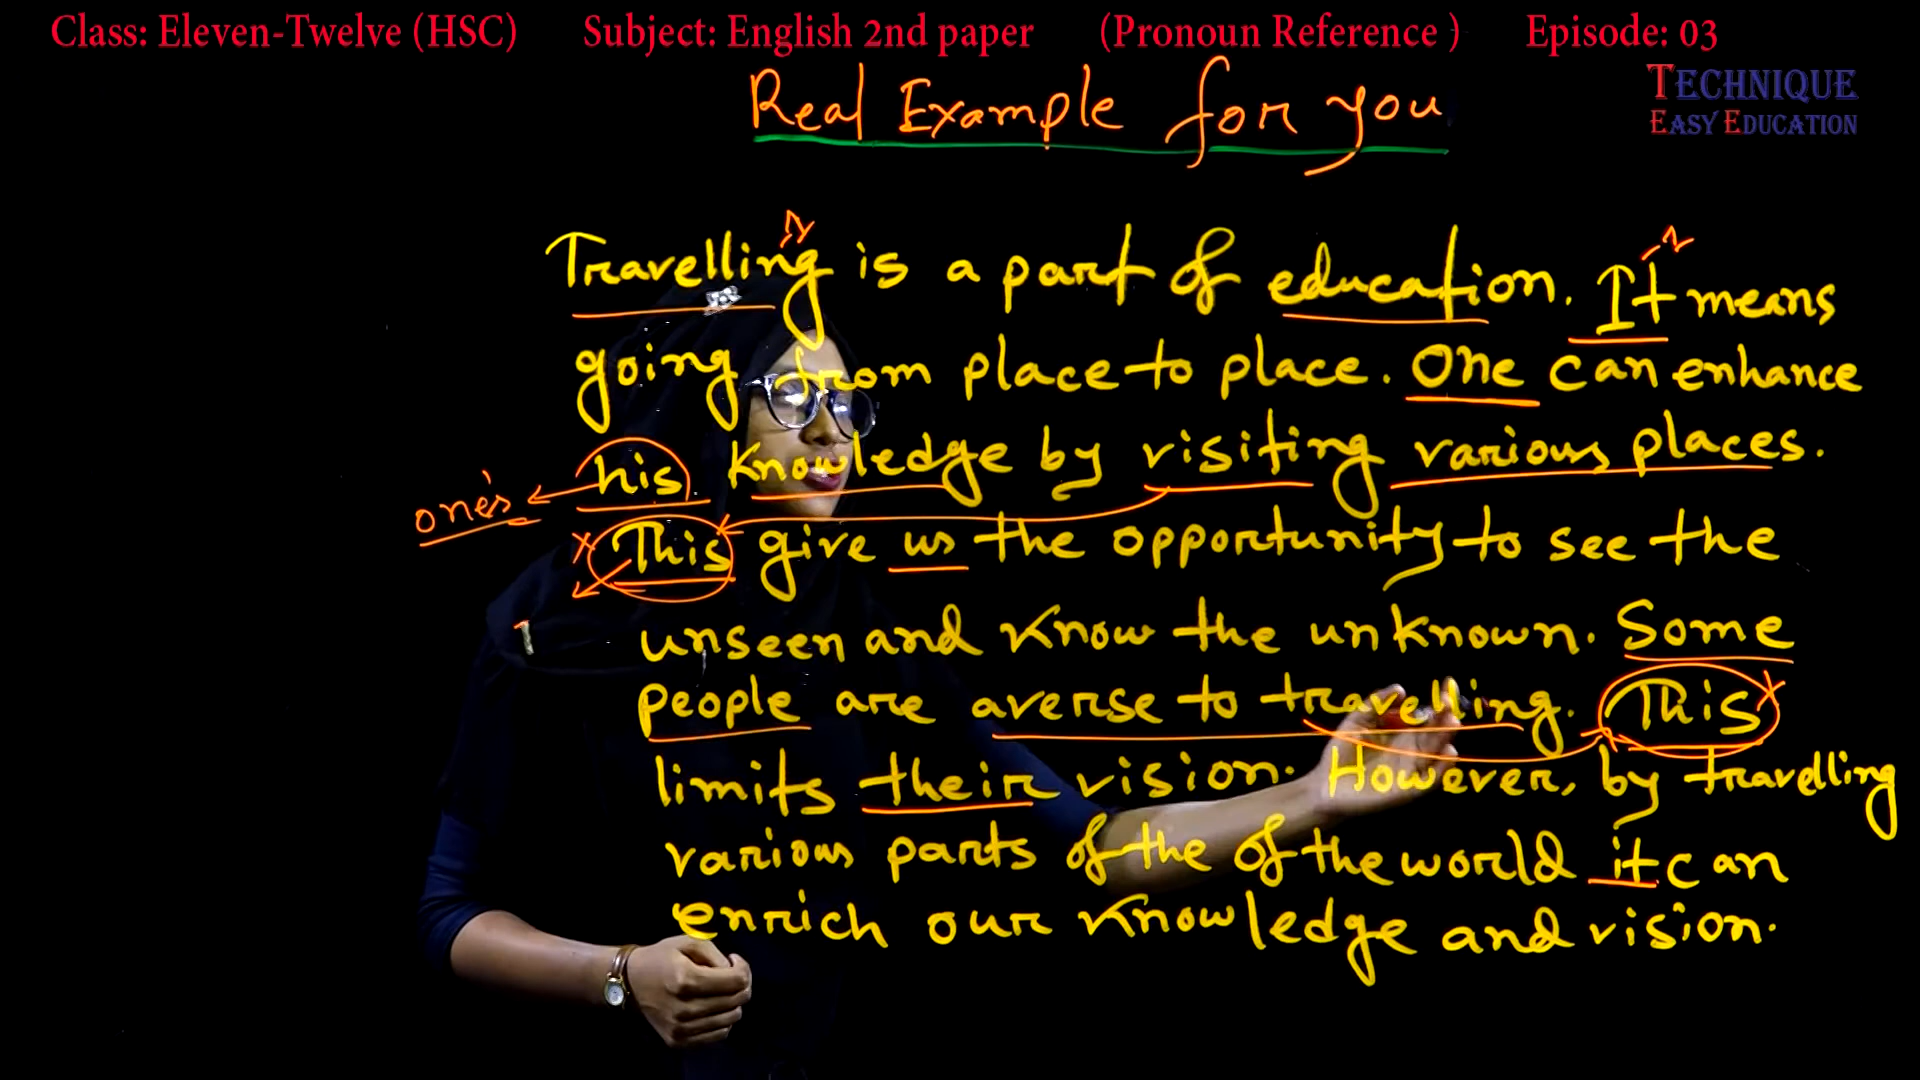 Class: Eleven-Twelve (HSC) Subject: English 2nd paper (Pronoun Reference ) Episode: 03
TECHNIQUE
EASY EDUCATION
Real Example for you
N N
Travelling is a part of education. It means
going from place to place. One can enhance
his knowledge by visiting various places.
one's
This give us the opportunity to see the
unseen and know the unknown. Some
people are averse to travelling. This
limits their vision. However, by travelling
various parts of the of the world it can
enrich our knowledge and vision.